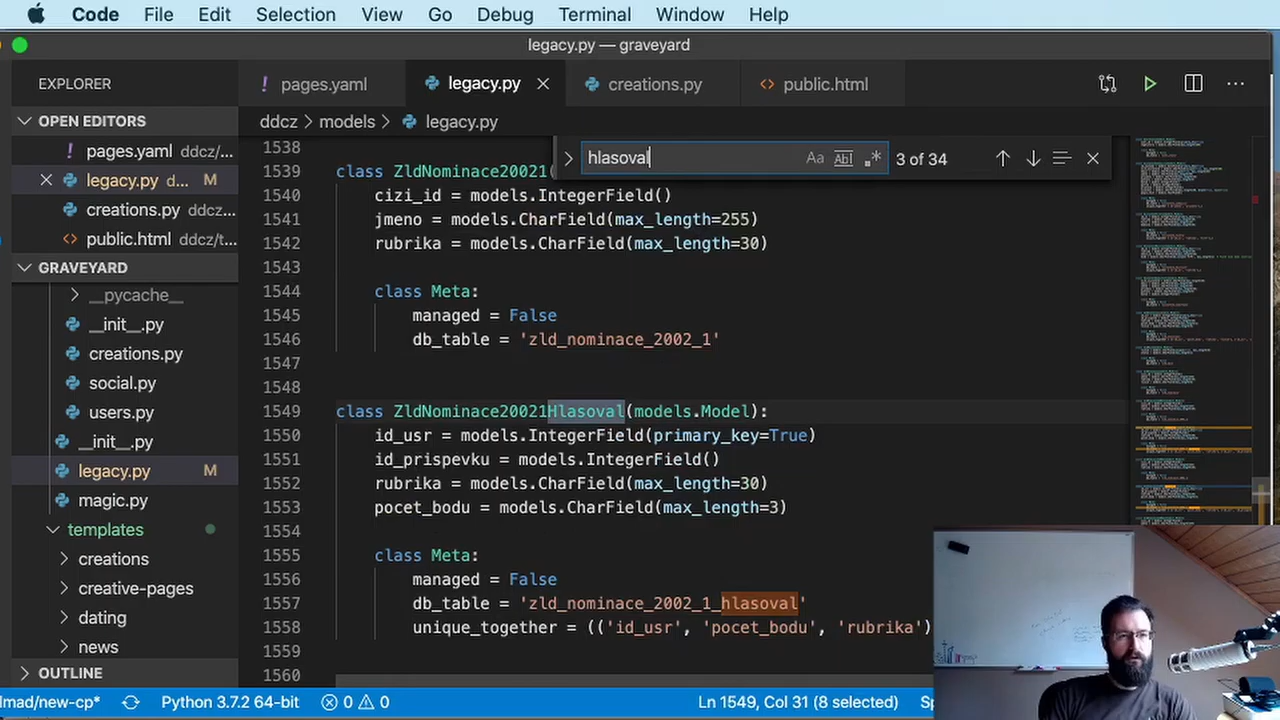 Code File Edit Selection View Go Debug Terminal Window Help
legacy.py — graveyard
EXPLORER
OPEN EDITORS
! pages.yaml ddcz/...
legacy.py d... M
creations.py ddcz...
<> public.html ddcz/t...
GRAVEYARD
__pycache__
__init__.py
creations.py
social.py
users.py
__init__.py
legacy.py M
magic.py
templates
creations
creative-pages
dating
news
OUTLINE
! pages.yaml
legacy.py
creations.py
<> public.html
ddcz > models > legacy.py
hlasoval
Aa Abl .* 3 of 34
1538
1539 class ZldNominace20021(
1540 cizi_id = models.IntegerField()
1541 jmeno = models.CharField(max_length=255)
1542 rubrika = models.CharField(max_length=30)
1543
1544 class Meta:
1545 managed = False
1546 db_table = 'zld_nominace_2002_1'
1547
1548
1549 class ZldNominace20021Hlasoval(models.Model):
1550 id_usr = models.IntegerField(primary_key=True)
1551 id_prispevku = models.IntegerField()
1552 rubrika = models.CharField(max_length=30)
1553 pocet_bodu = models.CharField(max_length=3)
1554
1555 class Meta:
1556 managed = False
1557 db_table = 'zld_nominace_2002_1_hlasoval'
1558 unique_together = (('id_usr', 'pocet_bodu', 'rubrika')
1559
1560
lmad/new-cp* Python 3.7.2 64-bit 0 0 Ln 1549, Col 31 (8 selected) Sp